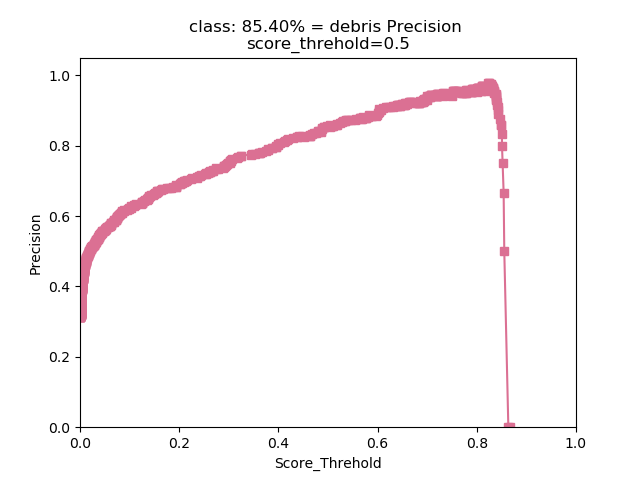 class: 85.40% = debris Precision
score_threhold=0.5
1.0
0.8
0.6
0.4
0.2
0.0
Precision
0.0 0.2 0.4 0.6 0.8 1.0
Score_Threhold